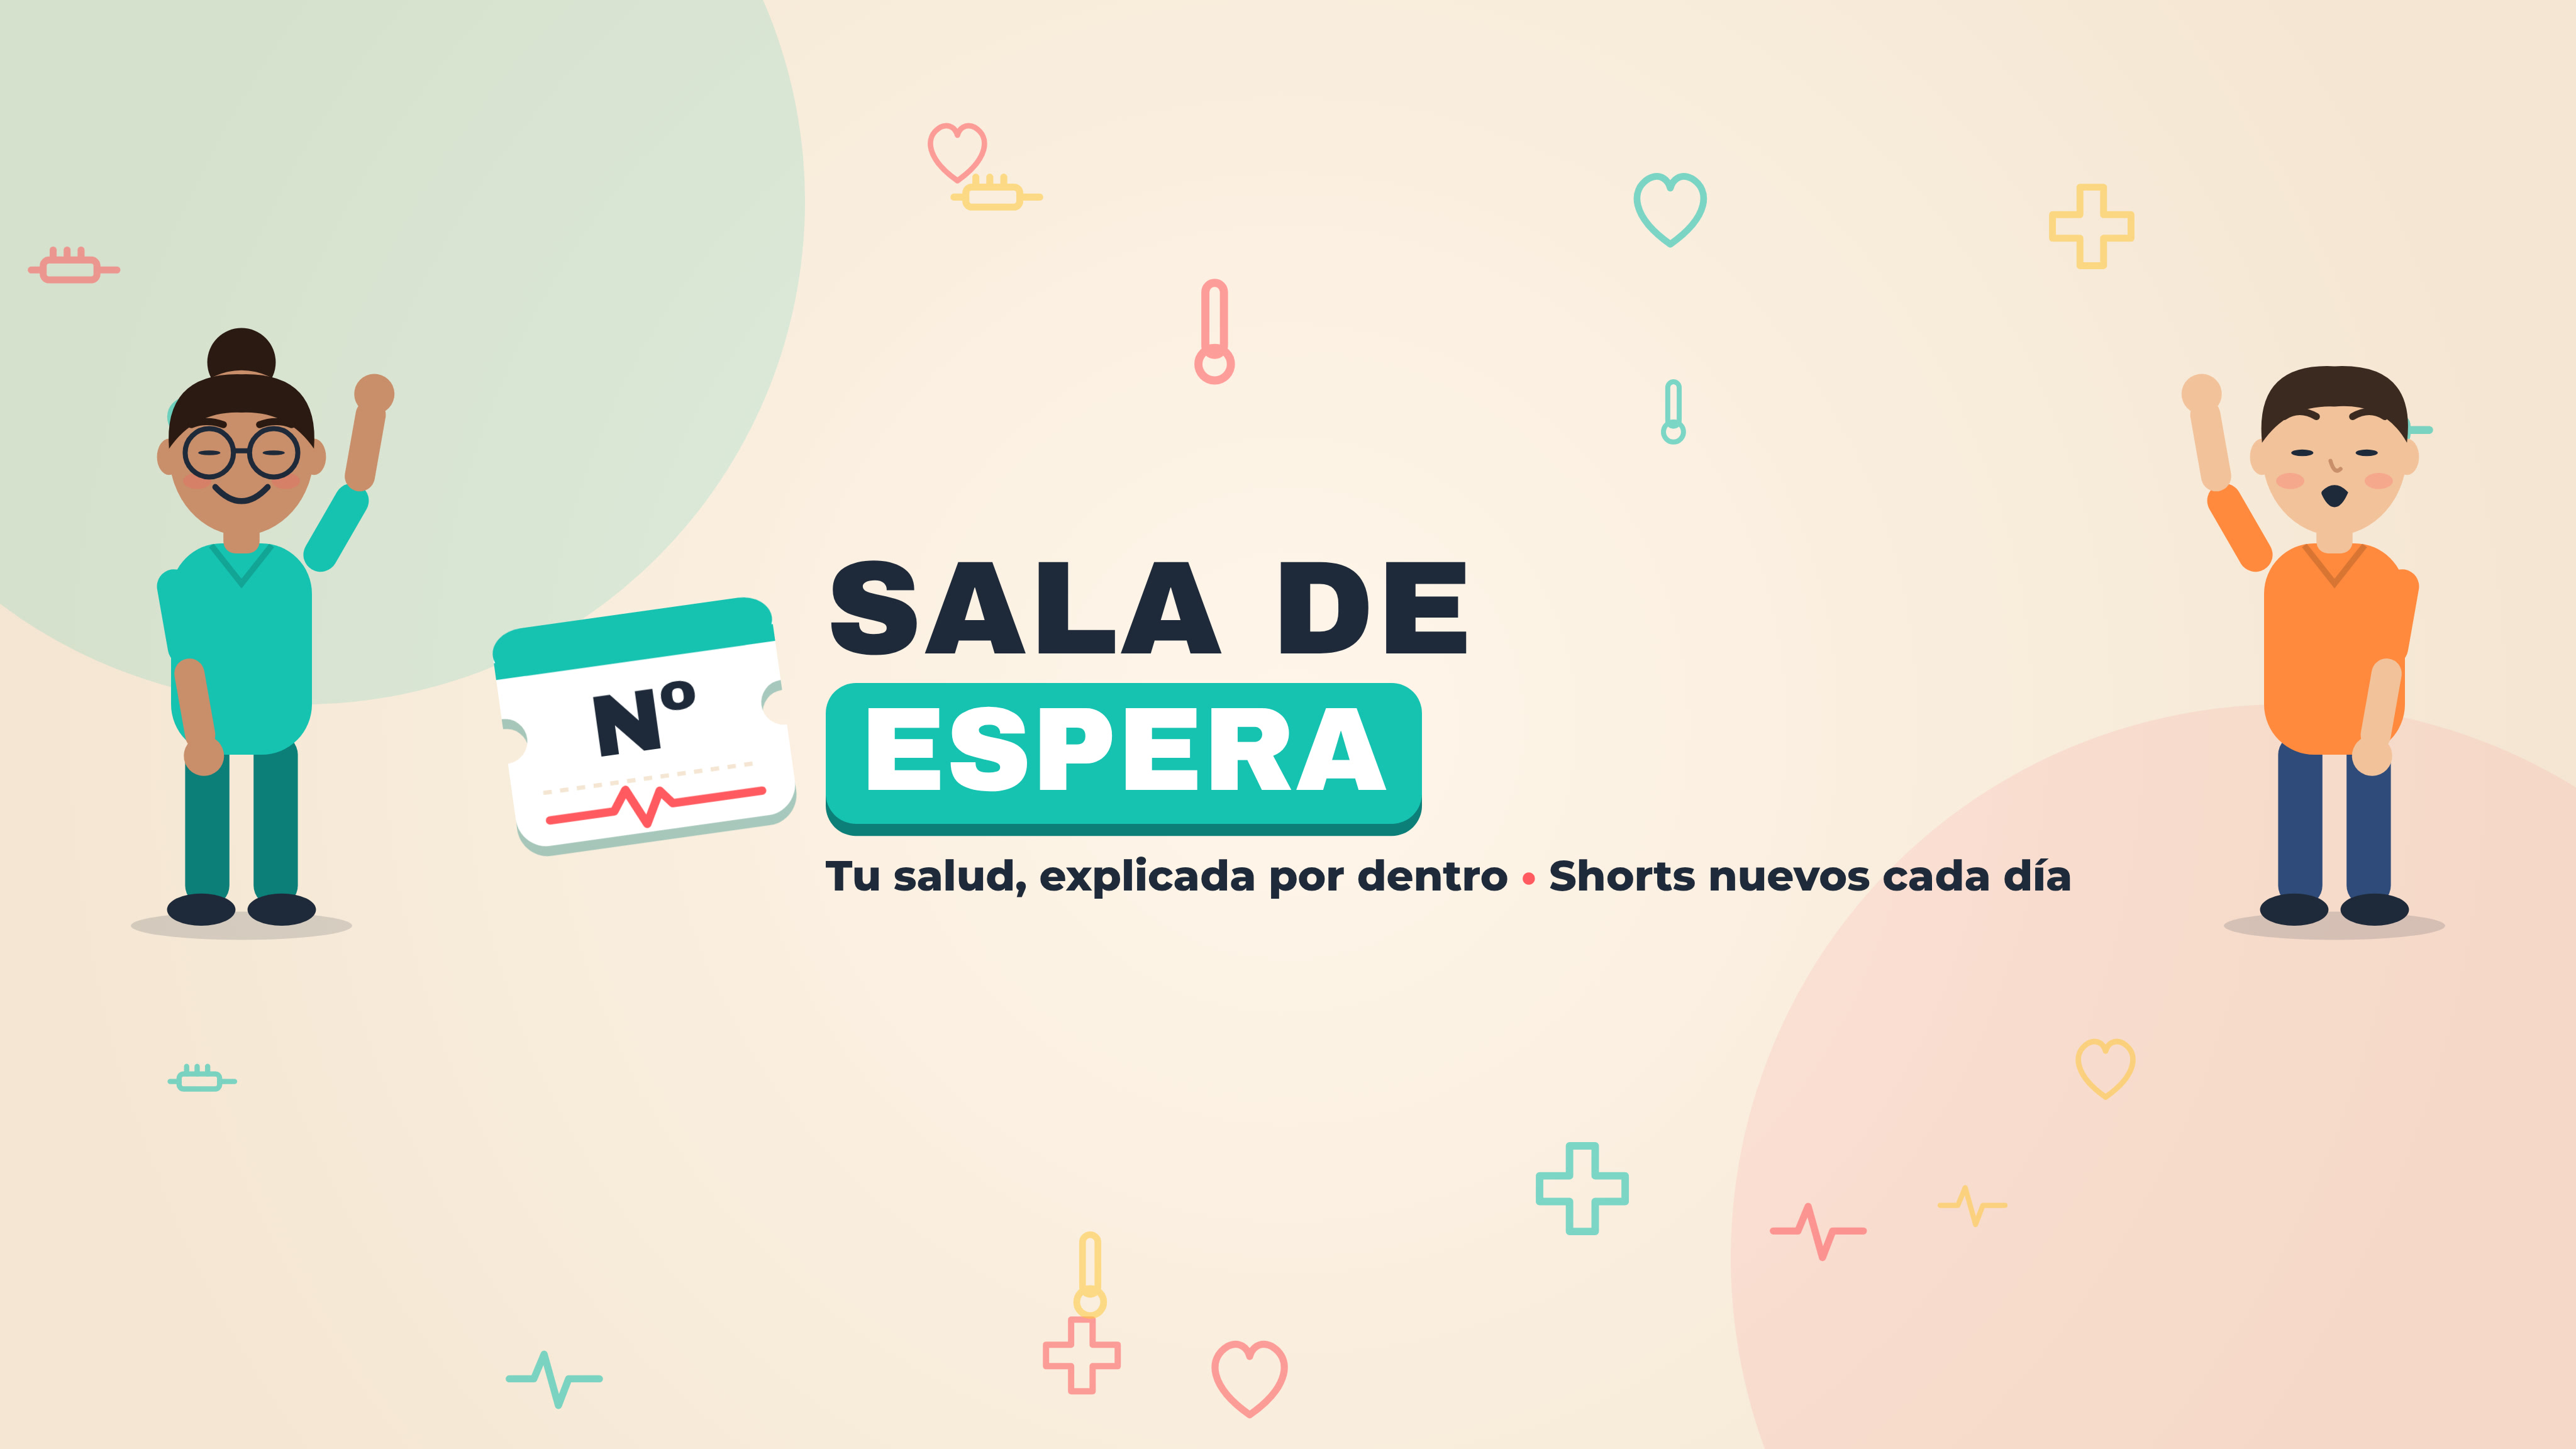 SALA DE
Nº
ESPERA
Tu salud, explicada por dentro • Shorts nuevos cada día